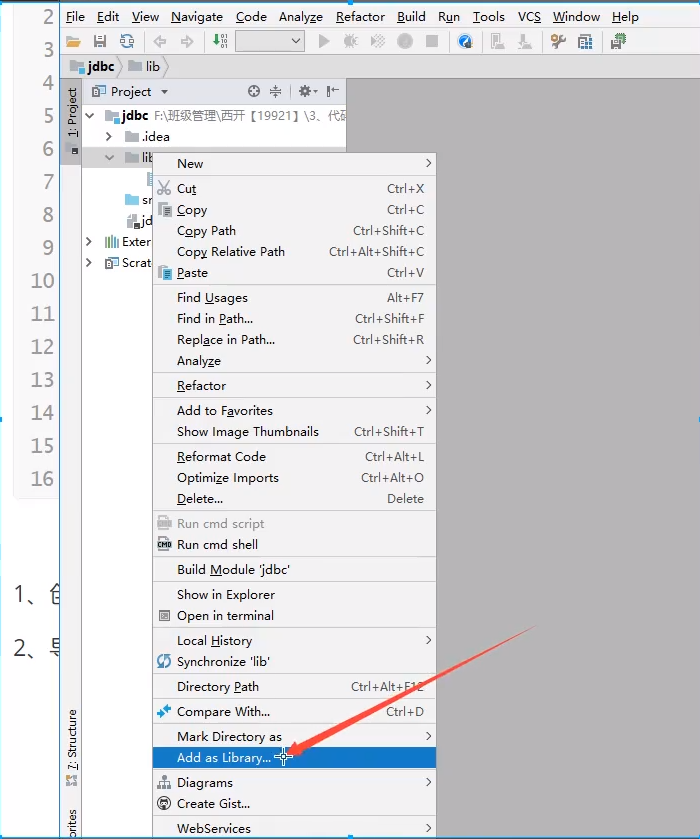 2
3
4
5
6
7
8
9
10
11
12
13
14
15
16
1、
2、
File Edit View Navigate Code Analyze Refactor Build Run Tools VCS Window Help
jdbc lib
1: Project
Project
jdbc F:\班级管理\西开【19921】\3、代码
.idea
lib
Exter
Scratc
New
Cut Ctrl+X
Copy Ctrl+C
Copy Path Ctrl+Shift+C
Copy Relative Path Ctrl+Alt+Shift+C
Paste Ctrl+V
Find Usages Alt+F7
Find in Path... Ctrl+Shift+F
Replace in Path... Ctrl+Shift+R
Analyze
Refactor
Add to Favorites
Show Image Thumbnails Ctrl+Shift+T
Reformat Code Ctrl+Alt+L
Optimize Imports Ctrl+Alt+O
Delete... Delete
Run cmd script
CMD Run cmd shell
Build Module 'jdbc'
Show in Explorer
Open in terminal
Local History
Synchronize 'lib'
Directory Path Ctrl+Alt+F12
Compare With... Ctrl+D
Mark Directory as
Add as Library...
Diagrams
Create Gist...
WebServices
7: Structure
orites